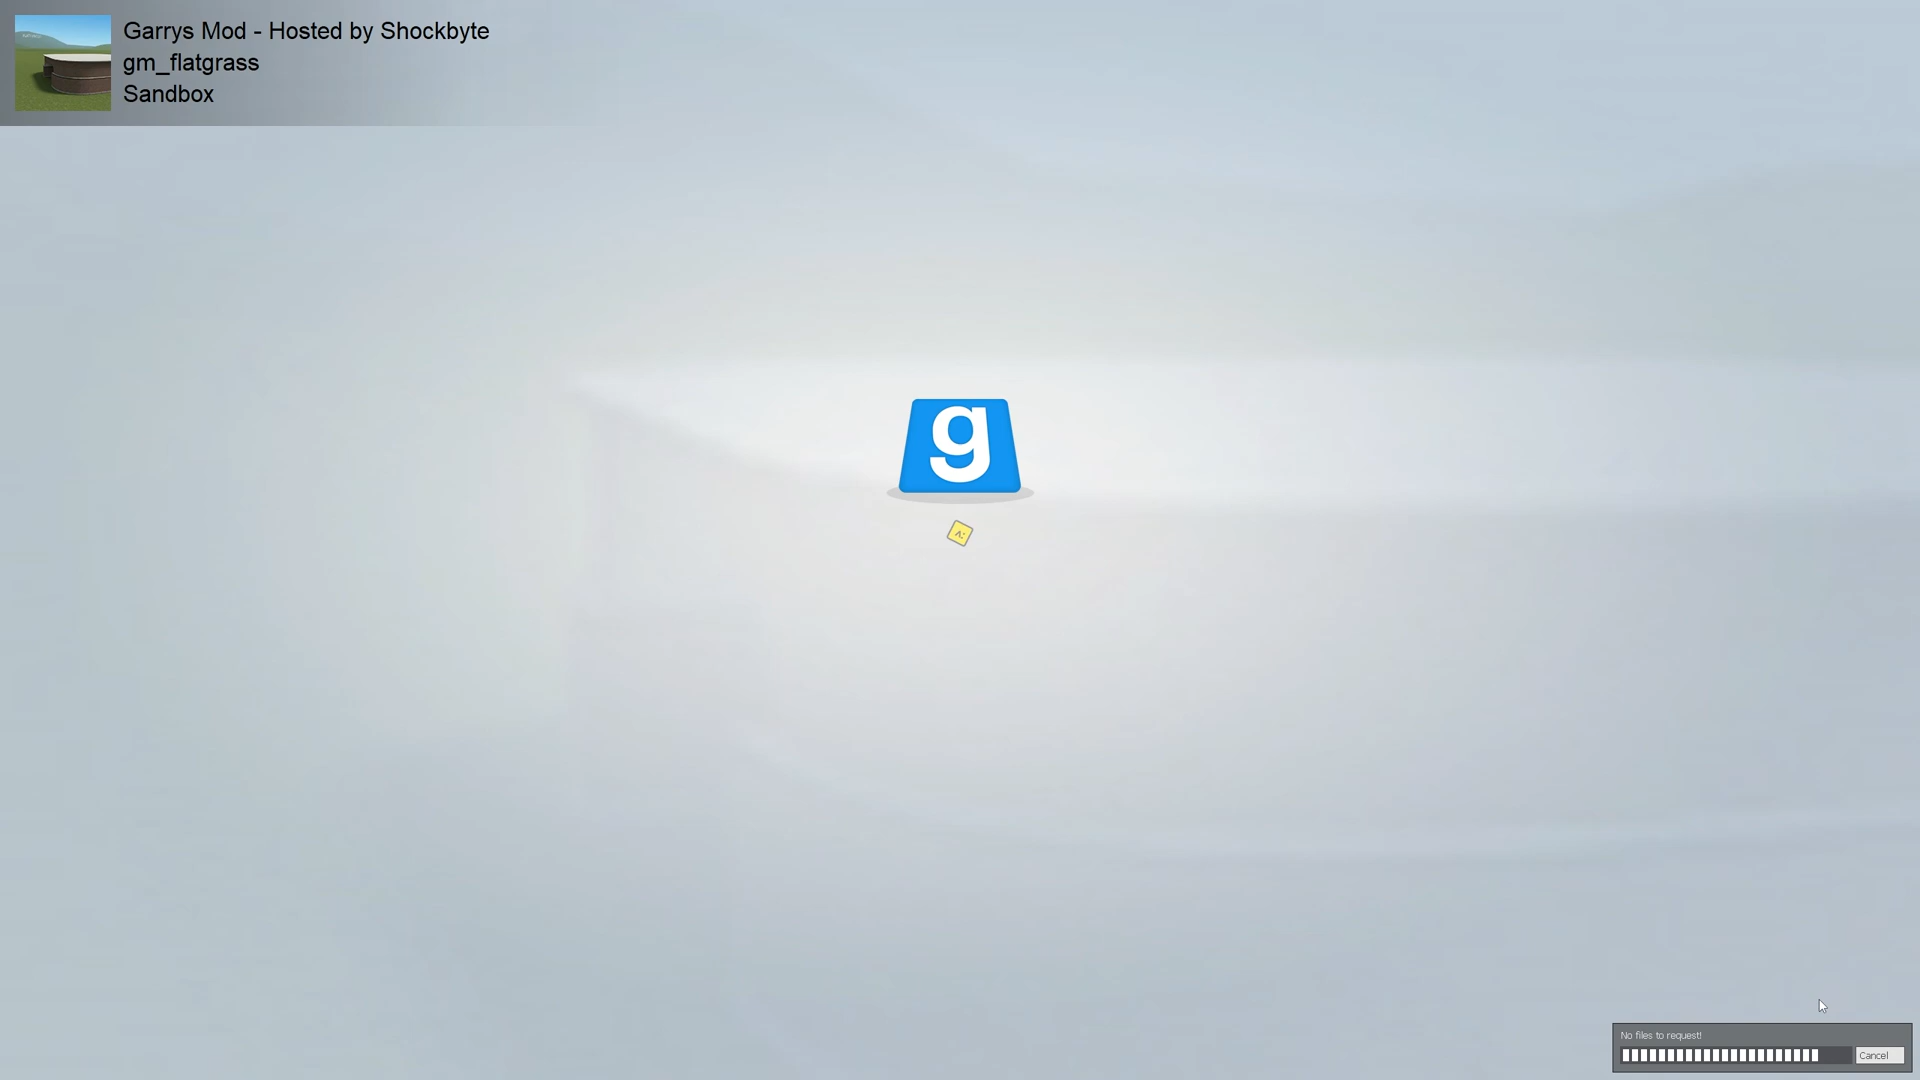 Garrys Mod - Hosted by Shockbyte
gm_flatgrass
Sandbox
g
No files to request!
Cancel